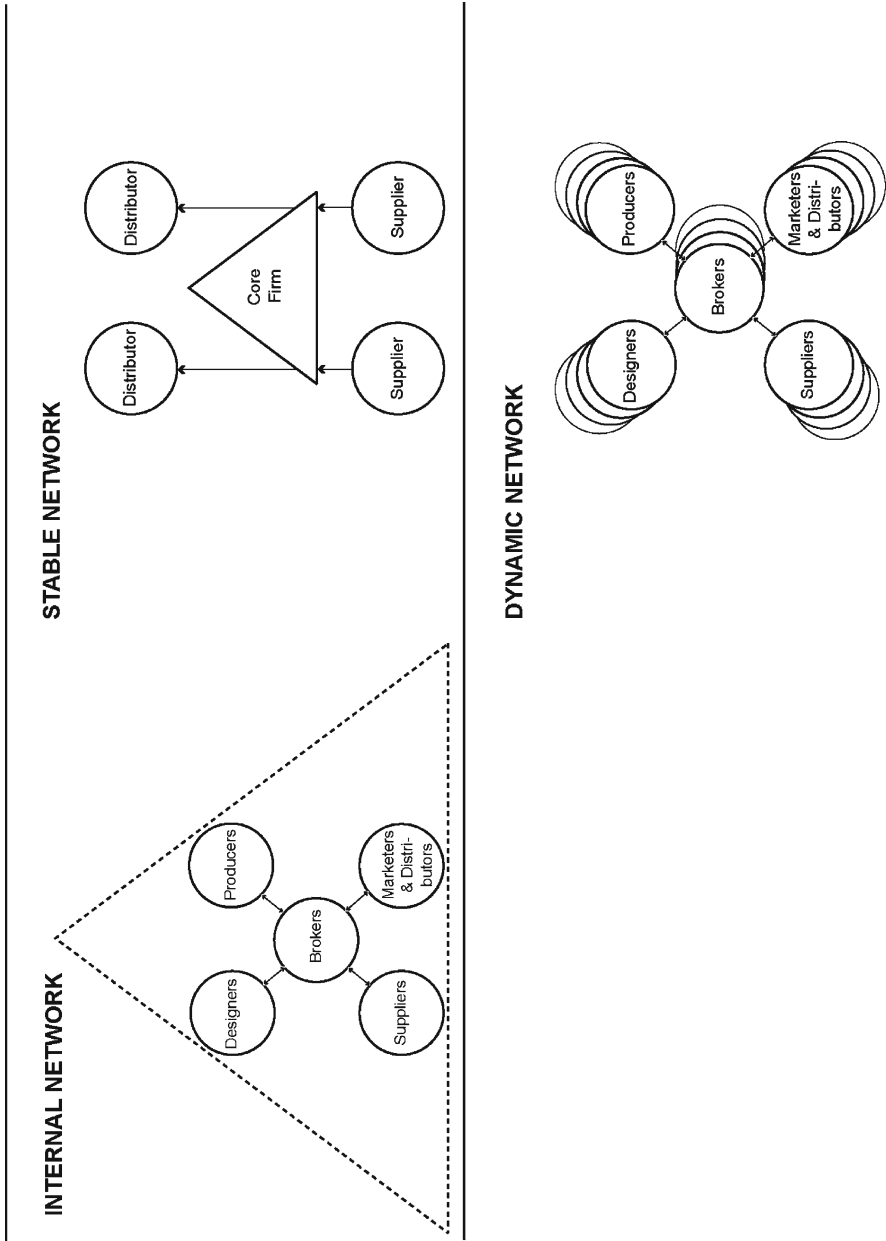 INTERNAL NETWORK
Designers
Producers
Brokers
Suppliers
Marketers
& Distri-
butors
STABLE NETWORK
Distributor
Distributor
Core
Firm
Supplier
Supplier
DYNAMIC NETWORK
Designers
Producers
Brokers
Suppliers
Marketers
& Distri-
butors